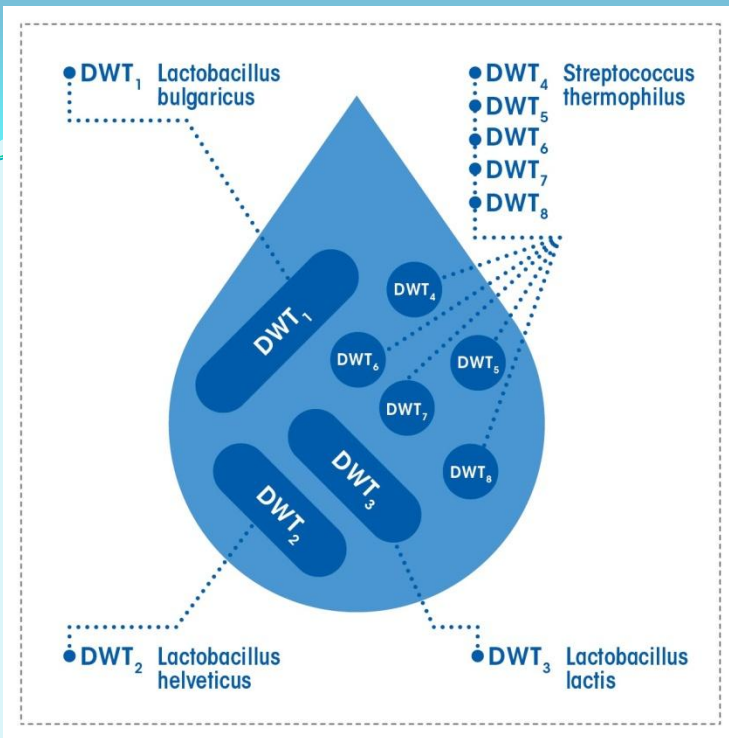 DWT₁ Lactobacillus
bulgaricus
DWT₄ Streptococcus
DWT₅ thermophilus
DWT₆
DWT₇
DWT₈
DWT₁
DWT₄
DWT₆
DWT₅
DWT₇
DWT₃
DWT₈
DWT₂
DWT₂ Lactobacillus
helveticus
DWT₃ Lactobacillus
lactis